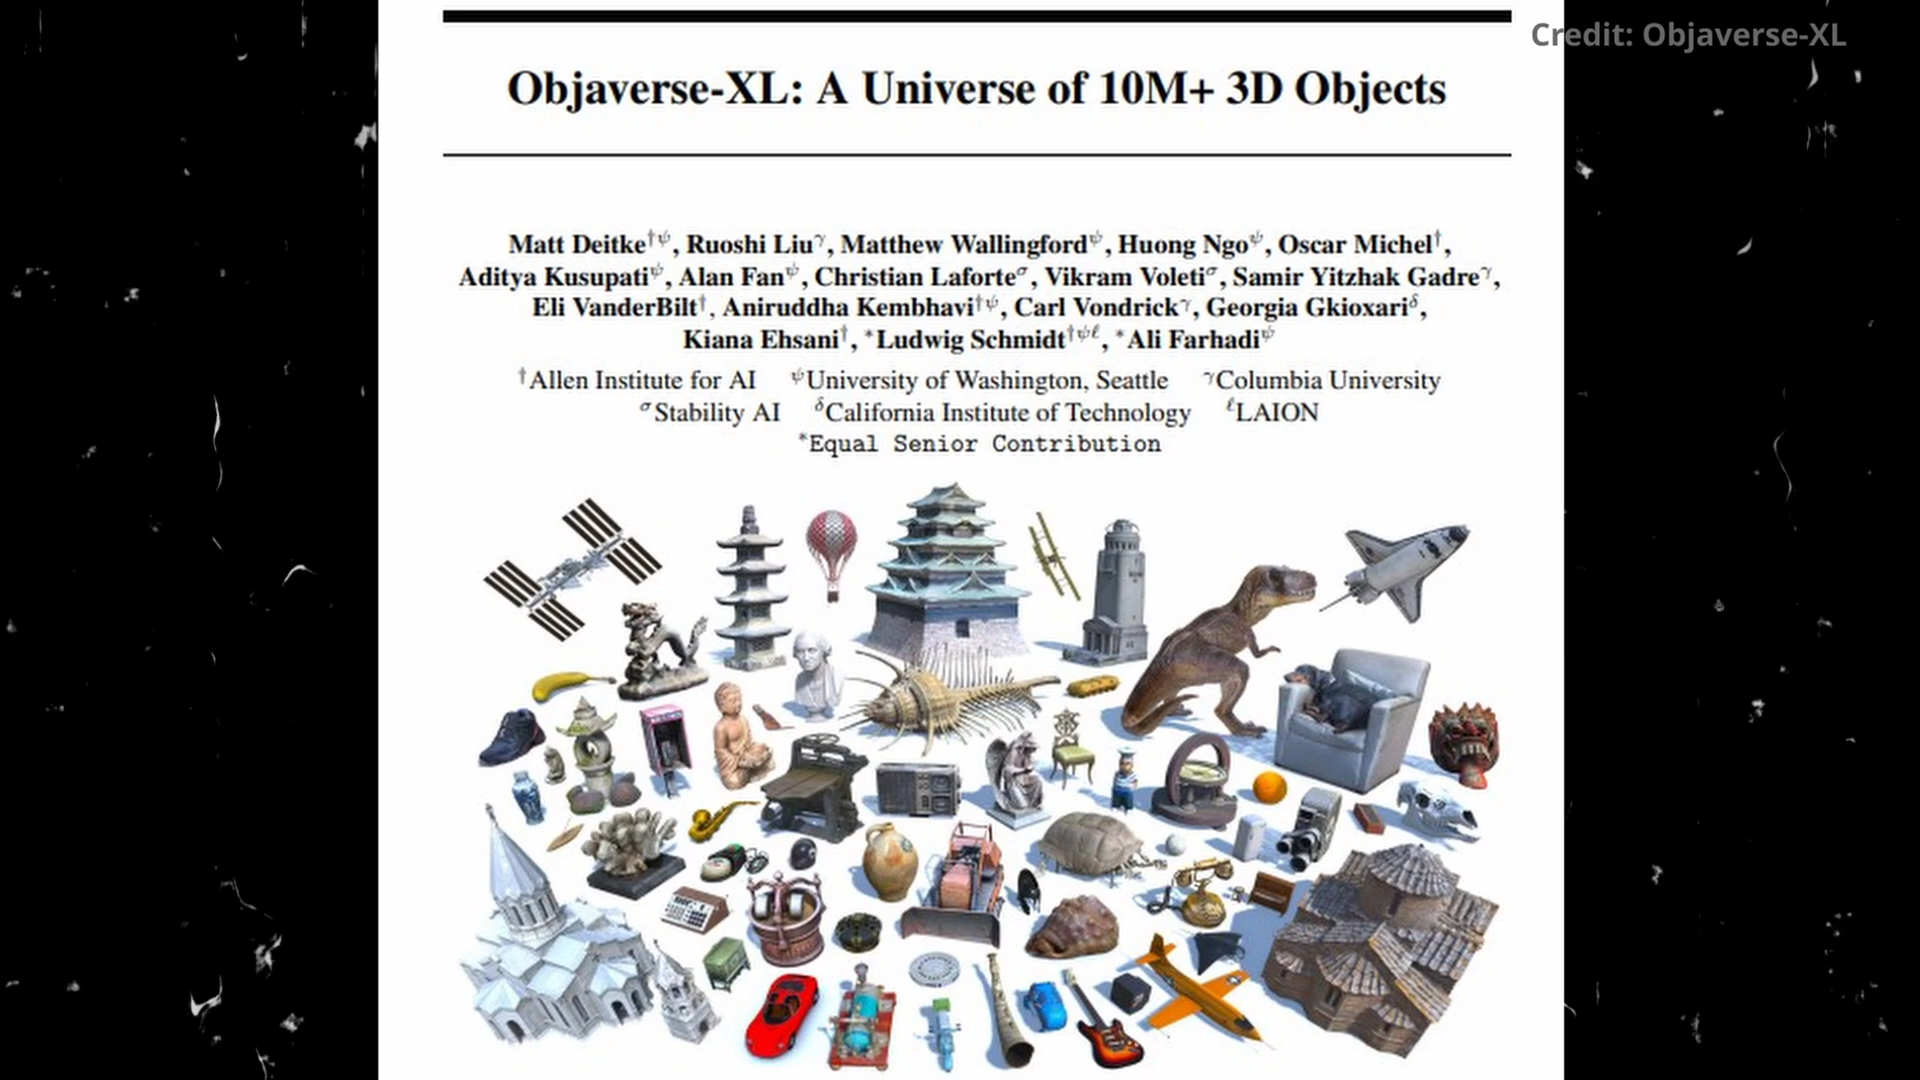 Credit: Objaverse-XL
Objaverse-XL: A Universe of 10M+ 3D Objects
Matt Deitke†ψ, Ruoshi Liuγ, Matthew Wallingfordψ, Huong Ngoψ, Oscar Michel†,
Aditya Kusupatiψ, Alan Fanψ, Christian Laforteσ, Vikram Voletiσ, Samir Yitzhak Gadreγ,
Eli VanderBilt†, Aniruddha Kembhavi†ψ, Carl Vondrickγ, Georgia Gkioxariδ,
Kiana Ehsani†, *Ludwig Schmidt†ψℓ, *Ali Farhadiψ
†Allen Institute for AI ψUniversity of Washington, Seattle γColumbia University
σStability AI δCalifornia Institute of Technology ℓLAION
*Equal Senior Contribution